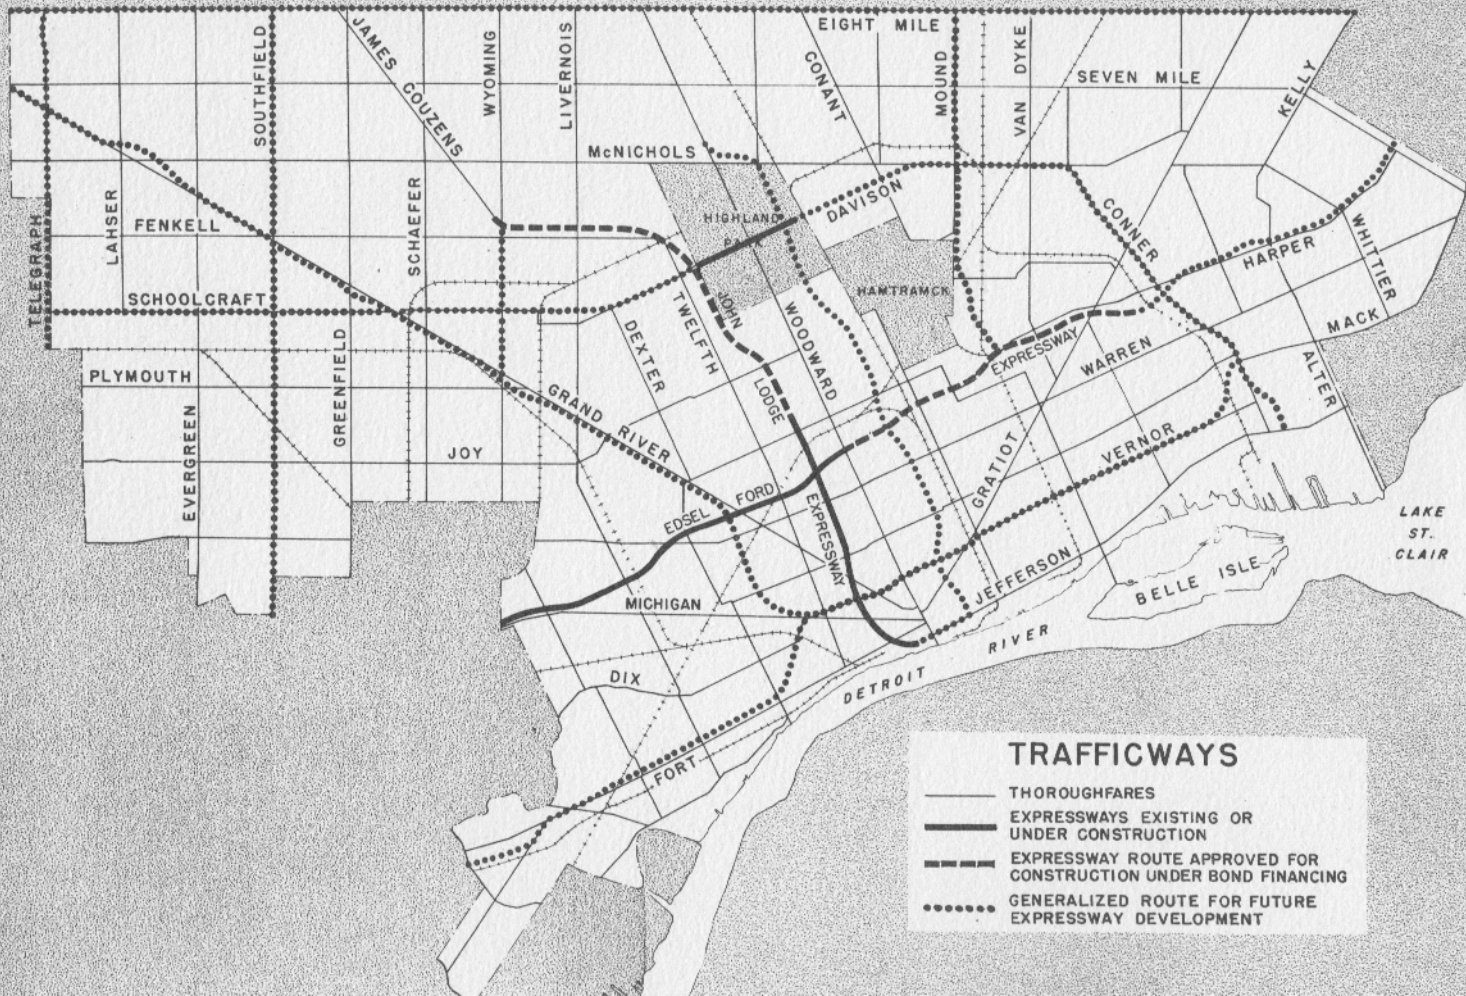 EIGHT MILE
JAMES COUZENS
SOUTHFIELD
WYOMING
LIVERNOIS
CONANT
MOUND
VAN DYKE
SEVEN MILE
KELLY
McNICHOLS
TELEGRAPH
LAHSER
FENKELL
SCHAEFER
HIGHLAND
PARK
DAVISON
CONNER
HARPER
WHITTIER
SCHOOLCRAFT
HAMTRAMCK
JOHN
LODGE
EXPRESSWAY
TWELFTH
WOODWARD
DEXTER
EXPRESSWAY
WARREN
MACK
ALTER
PLYMOUTH
GREENFIELD
EVERGREEN
GRAND RIVER
JOY
GRATIOT
VERNOR
EDSEL FORD
JEFFERSON
BELLE ISLE
LAKE
ST.
CLAIR
MICHIGAN
DIX
DETROIT RIVER
FORT
TRAFFICWAYS
THOROUGHFARES
EXPRESSWAYS EXISTING OR
UNDER CONSTRUCTION
EXPRESSWAY ROUTE APPROVED FOR
CONSTRUCTION UNDER BOND FINANCING
GENERALIZED ROUTE FOR FUTURE
EXPRESSWAY DEVELOPMENT